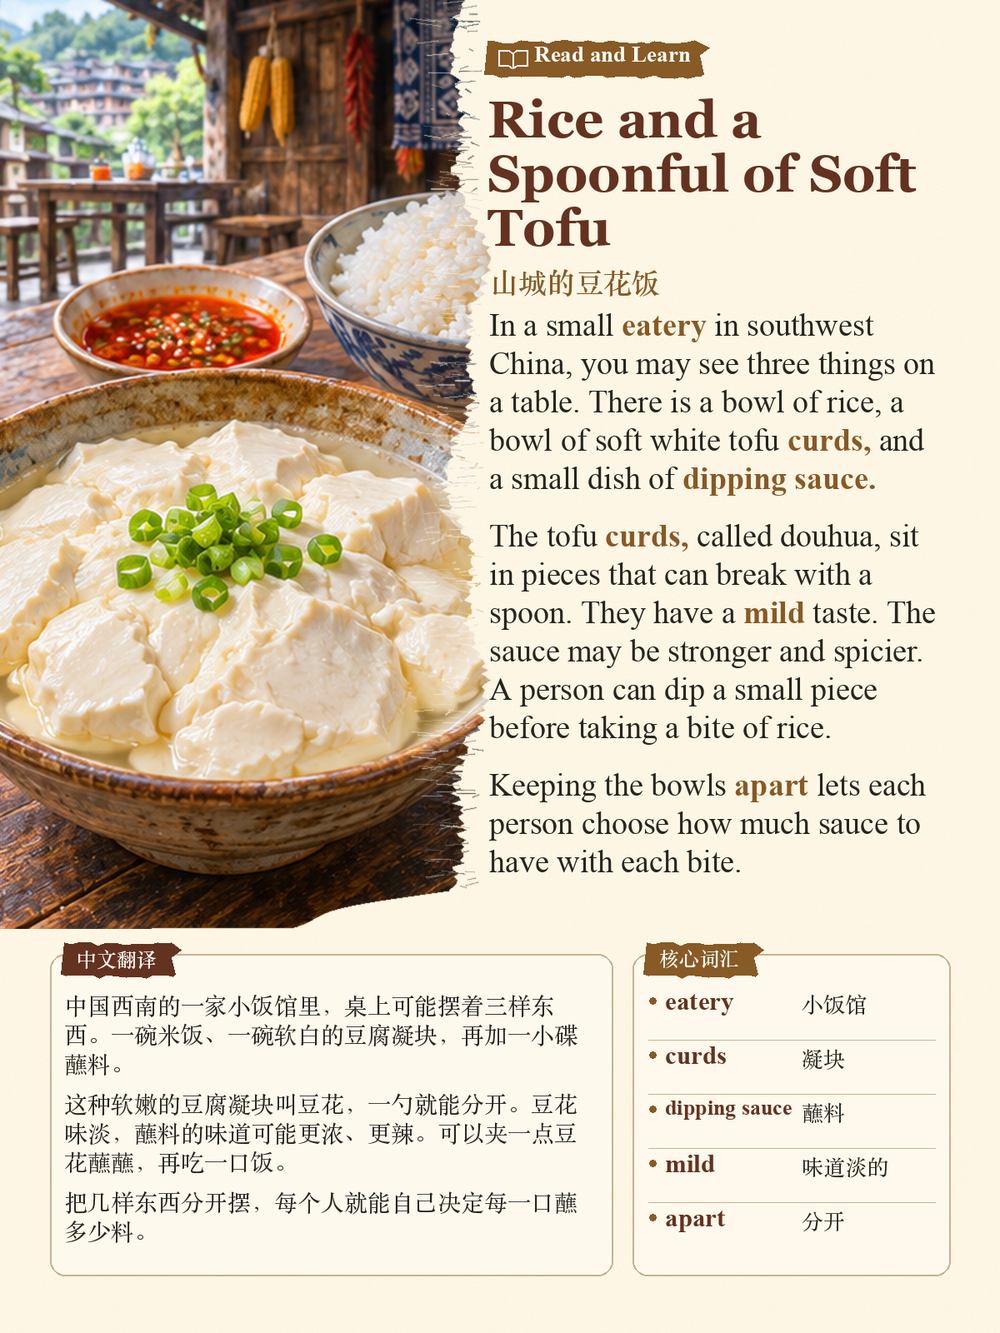 Read and Learn
Rice and a
Spoonful of Soft
Tofu
山城的豆花饭
In a small eatery in southwest
China, you may see three things on
a table. There is a bowl of rice, a
bowl of soft white tofu curds, and
a small dish of dipping sauce.
The tofu curds, called douhua, sit
in pieces that can break with a
spoon. They have a mild taste. The
sauce may be stronger and spicier.
A person can dip a small piece
before taking a bite of rice.
Keeping the bowls apart lets each
person choose how much sauce to
have with each bite.
中文翻译
中国西南的一家小饭馆里，桌上可能摆着三样东
西。一碗米饭、一碗软白的豆腐凝块，再加一小碟
蘸料。
这种软嫩的豆腐凝块叫豆花，一勺就能分开。豆花
味淡，蘸料的味道可能更浓、更辣。可以夹一点豆
花蘸蘸，再吃一口饭。
把几样东西分开摆，每个人就能自己决定每一口蘸
多少料。
核心词汇
• eatery 小饭馆
• curds 凝块
• dipping sauce 蘸料
• mild 味道淡的
• apart 分开